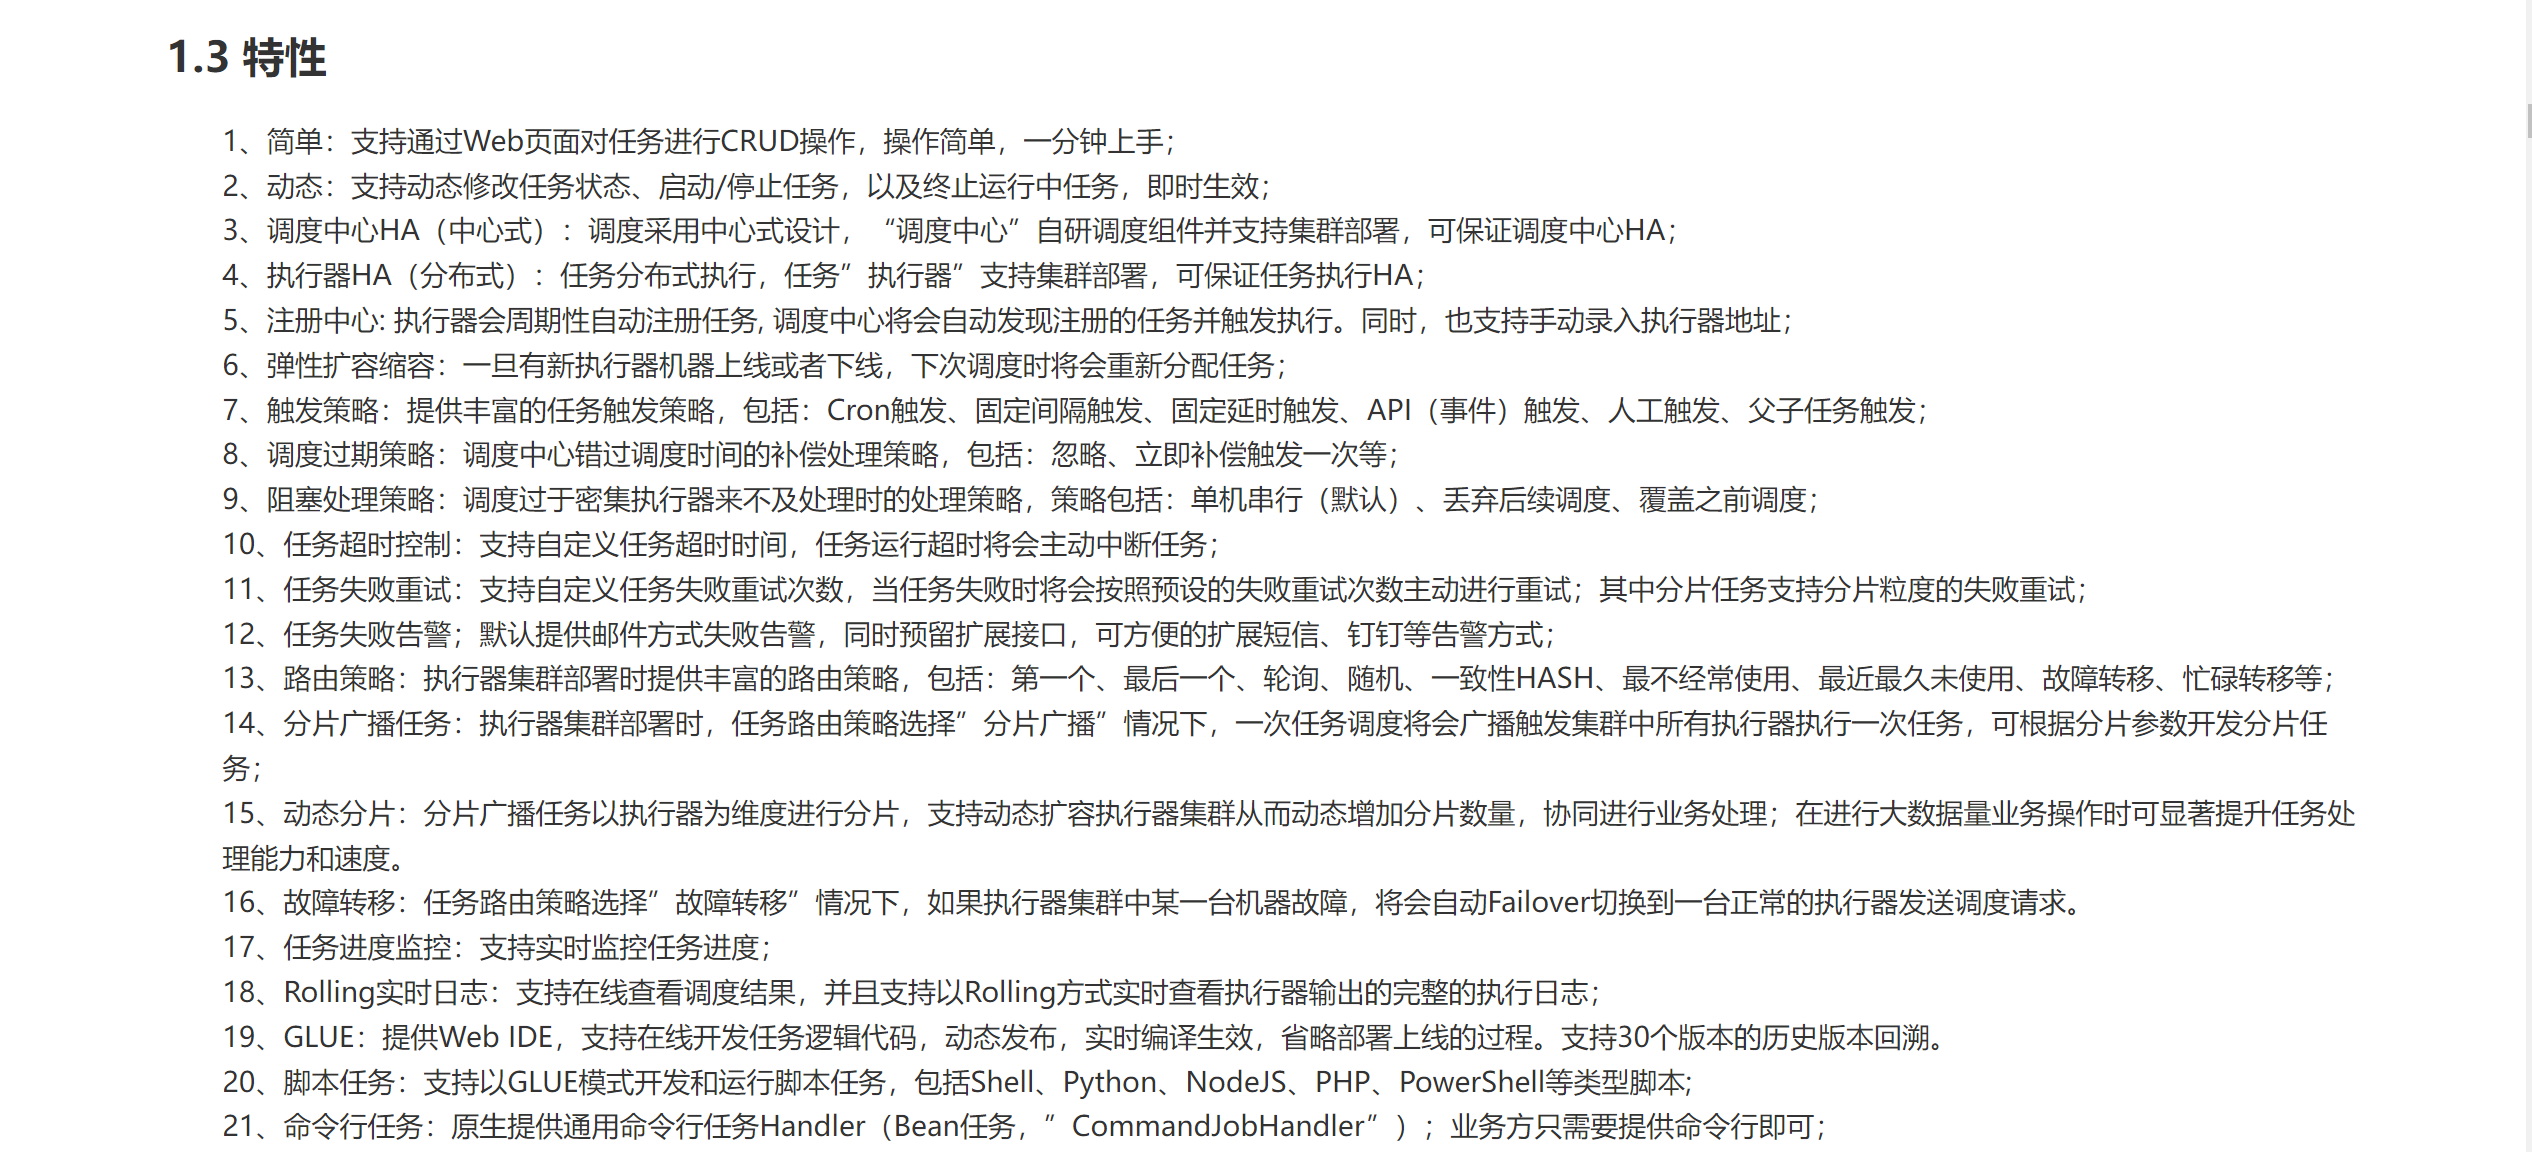 1.3 特性
1、简单：支持通过Web页面对任务进行CRUD操作，操作简单，一分钟上手；
2、动态：支持动态修改任务状态、启动/停止任务，以及终止运行中任务，即时生效；
3、调度中心HA（中心式）：调度采用中心式设计，“调度中心”自研调度组件并支持集群部署，可保证调度中心HA；
4、执行器HA（分布式）：任务分布式执行，任务”执行器”支持集群部署，可保证任务执行HA；
5、注册中心: 执行器会周期性自动注册任务, 调度中心将会自动发现注册的任务并触发执行。同时，也支持手动录入执行器地址；
6、弹性扩容缩容：一旦有新执行器机器上线或者下线，下次调度时将会重新分配任务；
7、触发策略：提供丰富的任务触发策略，包括：Cron触发、固定间隔触发、固定延时触发、API（事件）触发、人工触发、父子任务触发；
8、调度过期策略：调度中心错过调度时间的补偿处理策略，包括：忽略、立即补偿触发一次等；
9、阻塞处理策略：调度过于密集执行器来不及处理时的处理策略，策略包括：单机串行（默认）、丢弃后续调度、覆盖之前调度；
10、任务超时控制：支持自定义任务超时时间，任务运行超时将会主动中断任务；
11、任务失败重试：支持自定义任务失败重试次数，当任务失败时将会按照预设的失败重试次数主动进行重试；其中分片任务支持分片粒度的失败重试；
12、任务失败告警；默认提供邮件方式失败告警，同时预留扩展接口，可方便的扩展短信、钉钉等告警方式；
13、路由策略：执行器集群部署时提供丰富的路由策略，包括：第一个、最后一个、轮询、随机、一致性HASH、最不经常使用、最近最久未使用、故障转移、忙碌转移等；
14、分片广播任务：执行器集群部署时，任务路由策略选择”分片广播”情况下，一次任务调度将会广播触发集群中所有执行器执行一次任务，可根据分片参数开发分片任
务；
15、动态分片：分片广播任务以执行器为维度进行分片，支持动态扩容执行器集群从而动态增加分片数量，协同进行业务处理；在进行大数据量业务操作时可显著提升任务处
理能力和速度。
16、故障转移：任务路由策略选择”故障转移”情况下，如果执行器集群中某一台机器故障，将会自动Failover切换到一台正常的执行器发送调度请求。
17、任务进度监控：支持实时监控任务进度；
18、Rolling实时日志：支持在线查看调度结果，并且支持以Rolling方式实时查看执行器输出的完整的执行日志；
19、GLUE：提供Web IDE，支持在线开发任务逻辑代码，动态发布，实时编译生效，省略部署上线的过程。支持30个版本的历史版本回溯。
20、脚本任务：支持以GLUE模式开发和运行脚本任务，包括Shell、Python、NodeJS、PHP、PowerShell等类型脚本;
21、命令行任务：原生提供通用命令行任务Handler（Bean任务，”CommandJobHandler”）；业务方只需要提供命令行即可；